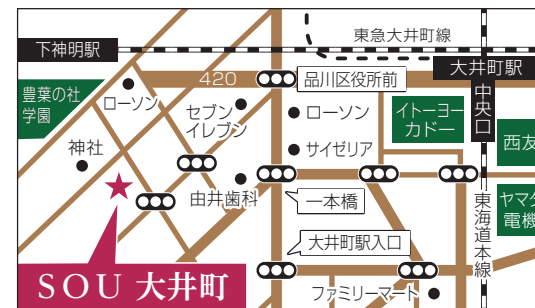 東急大井町線
下神明駅
大井町駅
中央口
420
品川区役所前
豊葉の杜
学園
ローソン
セブン
イレブン
ローソン
イトーヨー
カドー
サイゼリア
西友
神社
由井歯科
一本橋
東海道本線
ヤマダ
電機
大井町駅入口
SOU 大井町
ファミリーマート